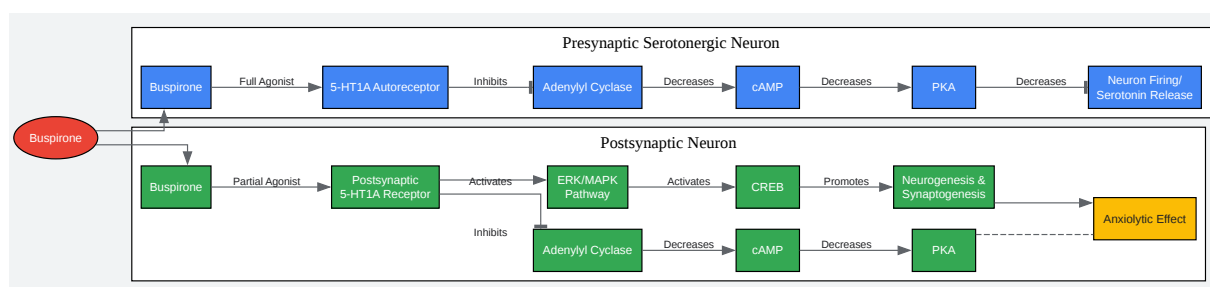 Presynaptic Serotonergic Neuron
Buspirone
Full Agonist
5-HT1A Autoreceptor
Inhibits
Adenylyl Cyclase
Decreases
cAMP
Decreases
PKA
Decreases
Neuron Firing/
Serotonin Release
Buspirone
Postsynaptic Neuron
Buspirone
Partial Agonist
Postsynaptic
5-HT1A Receptor
Activates
ERK/MAPK
Pathway
Activates
CREB
Promotes
Neurogenesis &
Synaptogenesis
Anxiolytic Effect
Inhibits
Adenylyl Cyclase
Decreases
cAMP
Decreases
PKA